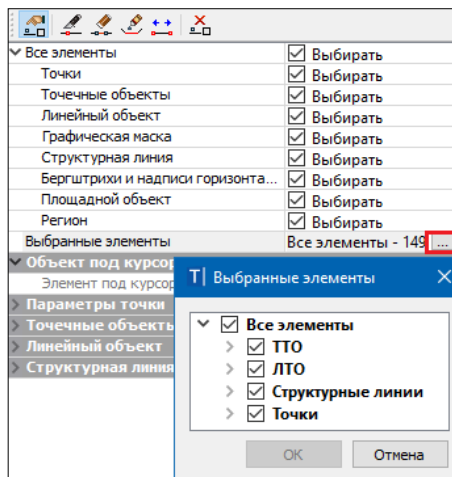 Все элементы Выбирать
Точки Выбирать
Точечные объекты Выбирать
Линейный объект Выбирать
Графическая маска Выбирать
Структурная линия Выбирать
Бергштрихи и надписи горизонта... Выбирать
Площадной объект Выбирать
Регион Выбирать
Выбранные элементы Все элементы - 149 ...
Объект под курсор
Элемент под курсор
Параметры точки
Точечные объекты
Линейный объект
Структурная линия
T| Выбранные элементы
Все элементы
ТТО
ЛТО
Структурные линии
Точки
ОК Отмена